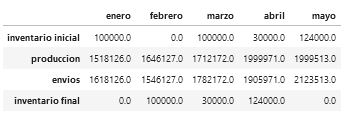 enero febrero marzo abril mayo
inventario inicial 100000.0 0.0 100000.0 30000.0 124000.0
produccion 1518126.0 1646127.0 1712172.0 1999971.0 1999513.0
envios 1618126.0 1546127.0 1782172.0 1905971.0 2123513.0
inventario final 0.0 100000.0 30000.0 124000.0 0.0